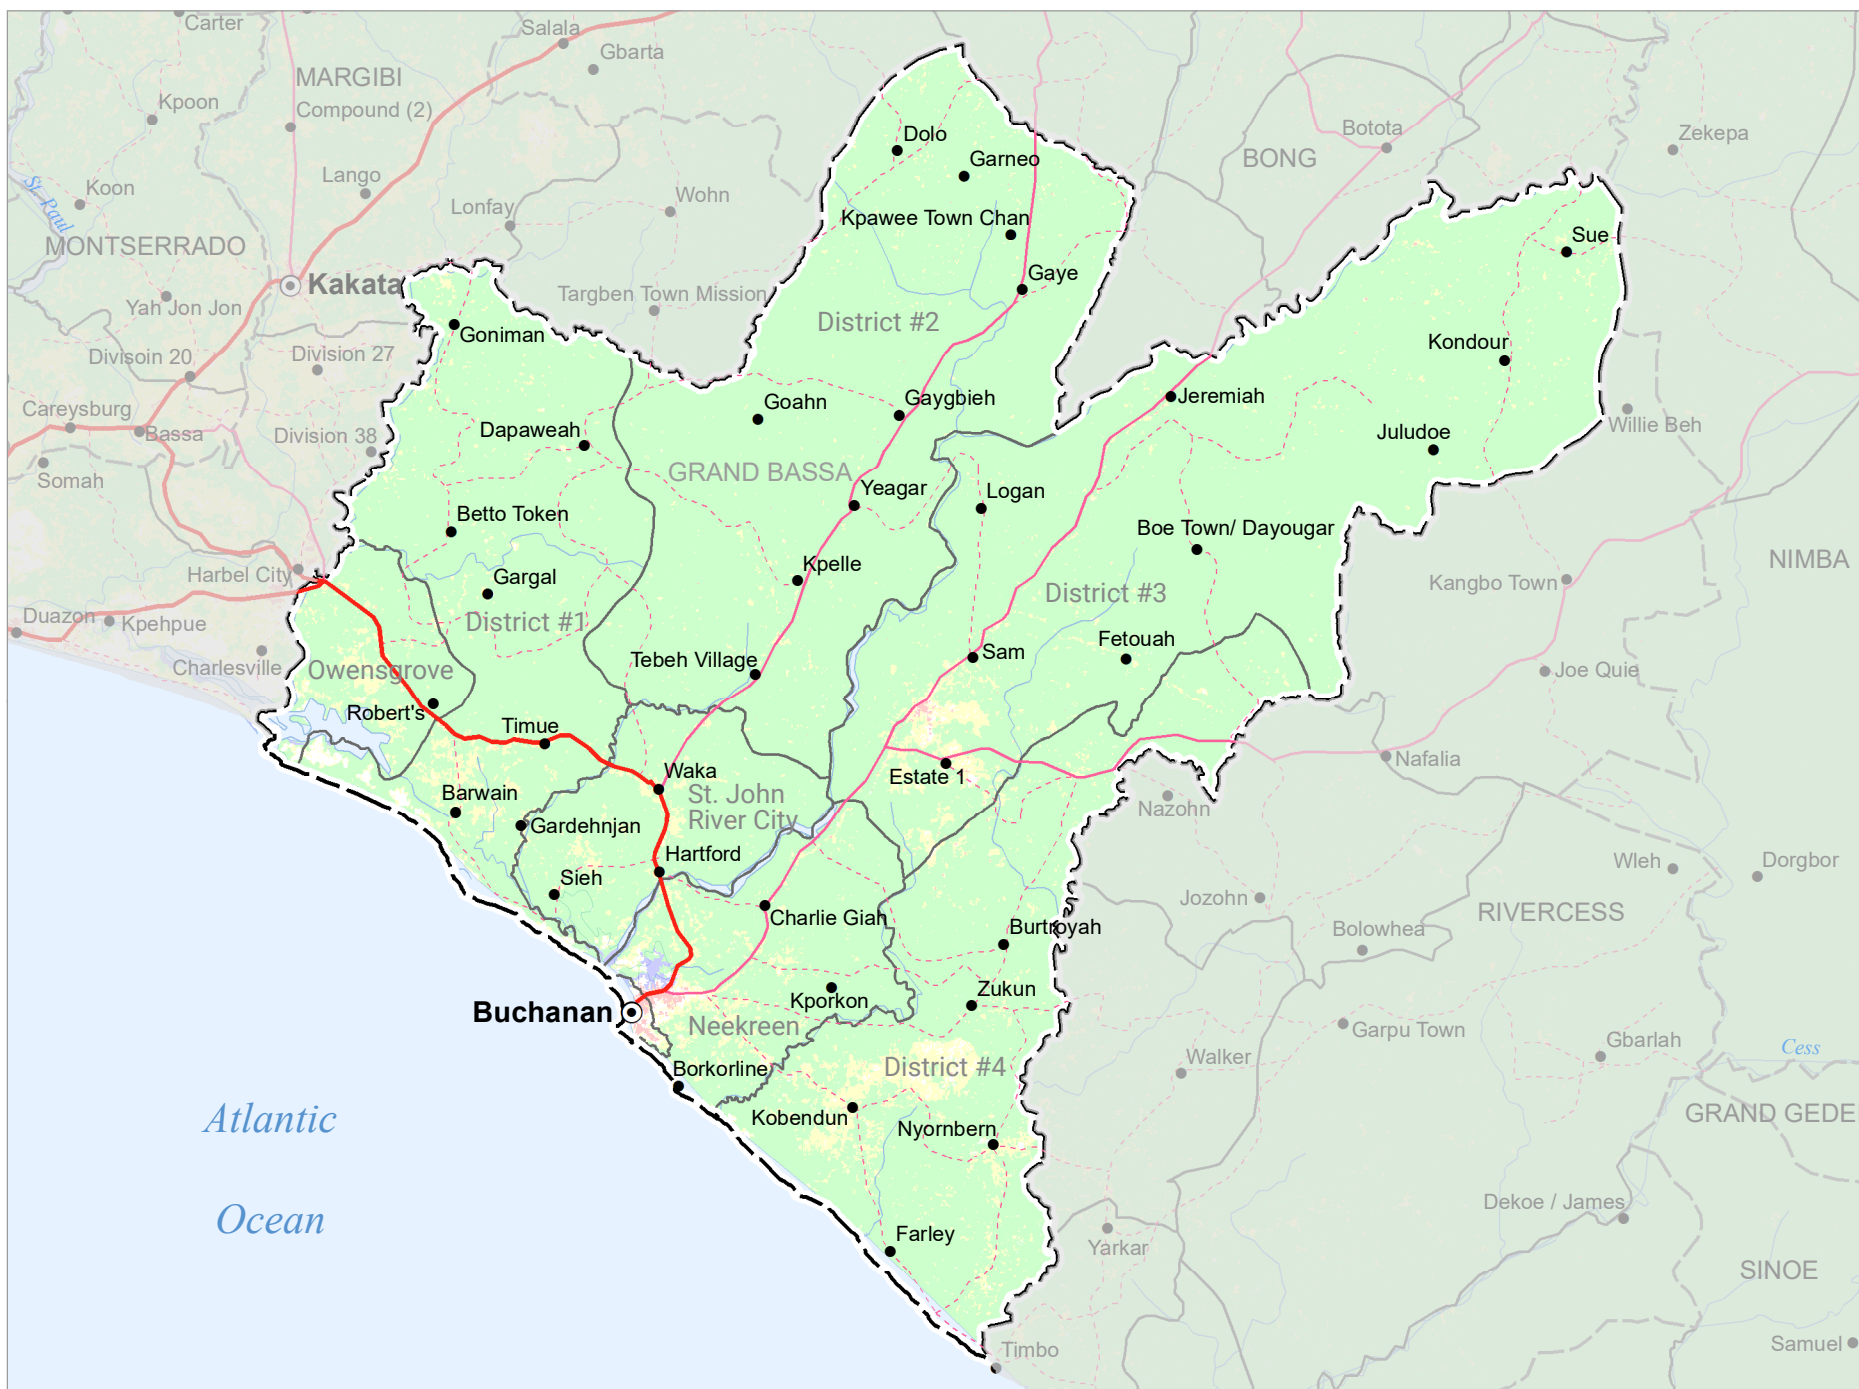 Carter
Salala
Gbarta
MARGIBI
Compound (2)
Kpoon
Botota
Zekepa
Dolo
Garneo
BONG
Lango
Koon
Wohn
Lonfay
St. Paul
Kpawee Town Chan
Sue
MONTSERRADO
Kakata
Gaye
Targben Town Mission
Yah Jon Jon
District #2
Goniman
Kondour
Divisoin 20
Division 27
Jeremiah
Gaygbieh
Goahn
Careysburg
Bassa
Division 38
Dapaweah
Juludoe
Willie Beh
GRAND BASSA
Somah
Yeagar
Logan
Betto Token
Boe Town/ Dayougar
NIMBA
Harbel City
Gargal
Kpelle
Kangbo Town
District #3
Duazon
Kpehpue
District #1
Fetouah
Sam
Tebeh Village
Charlesville
Owensgrove
Joe Quie
Robert's
Timue
Nafalia
Waka
Estate 1
St. John
River City
Barwain
Nazohn
Gardehnjan
Hartford
Wleh
Dorgbor
Sieh
Jozohn
RIVERCESS
Charlie Giah
Burtroyah
Bolowhea
Zukun
Kporkon
Buchanan
Neekreen
Garpu Town
Gbarlah
Cess
Walker
District #4
Borkorline
Atlantic
Ocean
Kobendun
Nyornbern
GRAND GEDE
Dekoe / James
Farley
Yarkar
SINOE
Timbo
Samuel